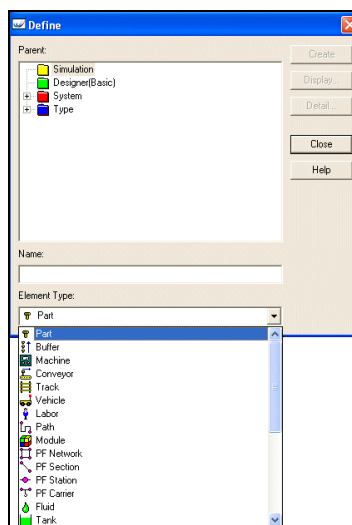 Define
Parent:
Create
Simulation
Designer(Basic)
Display...
System
Type
Detail...
Close
Help
Name:
Element Type:
Part
Part
Buffer
Machine
Conveyor
Track
Vehicle
Labor
Path
Module
PF Network
PF Section
PF Station
PF Carrier
Fluid
Tank